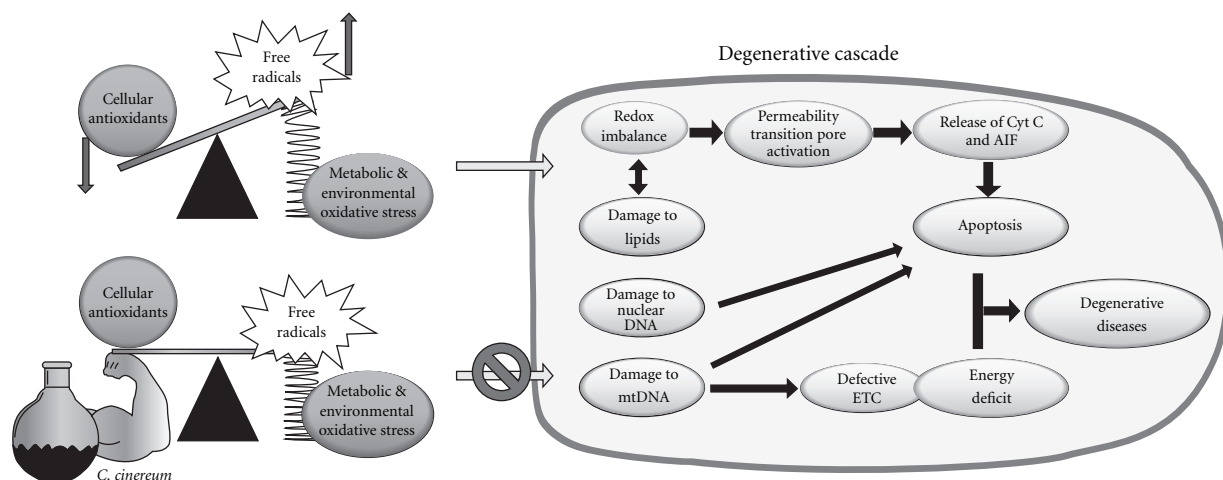 Free
radicals
Cellular
antioxidants
Metabolic &
environmental
oxidative stress
Cellular
antioxidants
Free
radicals
Metabolic &
environmental
oxidative stress
C. cinereum
Degenerative cascade
Redox
imbalance
Permeability
transition pore
activation
Release of Cyt C
and AIF
Damage to
lipids
Apoptosis
Damage to
nuclear
DNA
Degenerative
diseases
Damage to
mtDNA
Defective
ETC
Energy
deficit